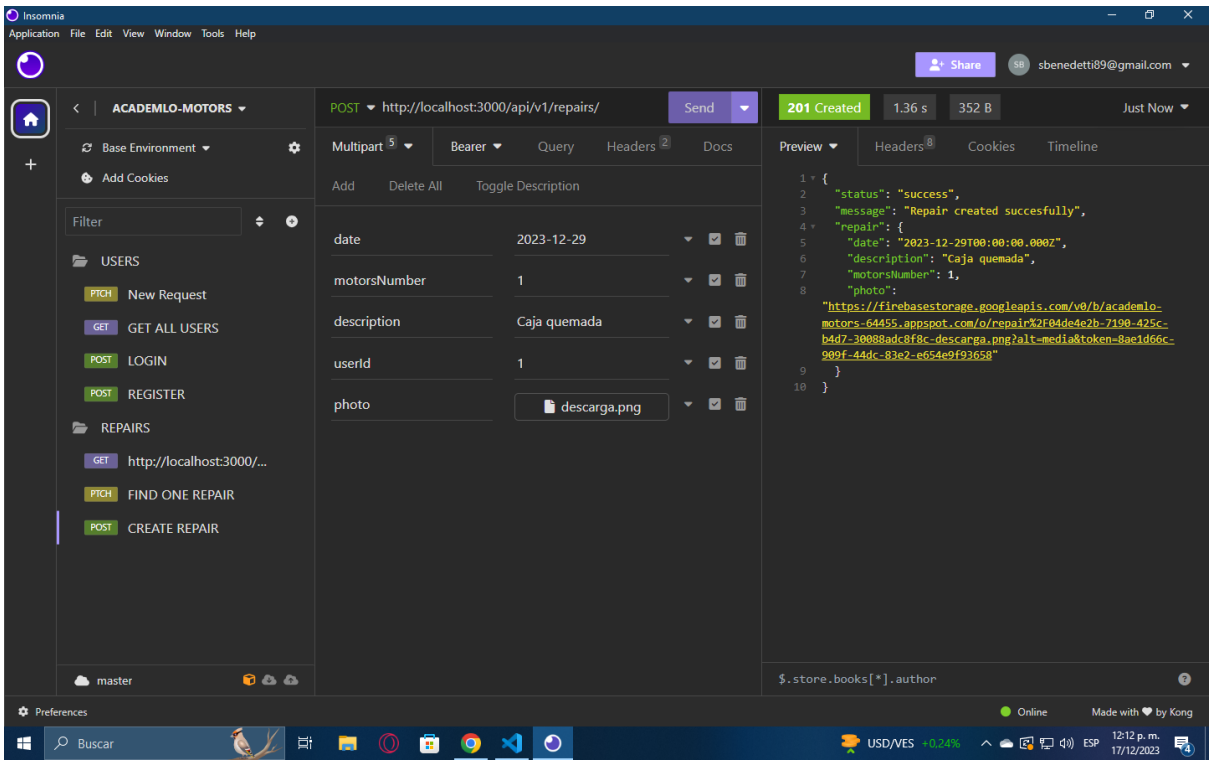 Insomnia
Application File Edit View Window Tools Help
Share
SB sbenedetti89@gmail.com
ACADEMLO-MOTORS
Base Environment
Add Cookies
Filter
USERS
PTCH New Request
GET GET ALL USERS
POST LOGIN
POST REGISTER
REPAIRS
GET http://localhost:3000/...
PTCH FIND ONE REPAIR
POST CREATE REPAIR
master
POST http://localhost:3000/api/v1/repairs/ Send
Multipart 5 Bearer Query Headers 2 Docs
Add Delete All Toggle Description
date 2023-12-29
motorsNumber 1
description Caja quemada
userId 1
photo descarga.png
201 Created 1.36 s 352 B Just Now
Preview Headers 8 Cookies Timeline
1 {
2 "status": "success",
3 "message": "Repair created succesfully",
4 "repair": {
5 "date": "2023-12-29T00:00:00.000Z",
6 "description": "Caja quemada",
7 "motorsNumber": 1,
8 "photo":
"https://firebasestorage.googleapis.com/v0/b/academlo-
motors-64455.appspot.com/o/repair%2F04de4e2b-7190-425c-
b4d7-30088adc8f8c-descarga.png?alt=media&token=8ae1d66c-
909f-44dc-83e2-e654e9f93658"
9 }
10 }
$.store.books[*].author
Preferences
Online Made with ❤ by Kong
Buscar
USD/VES +0,24%
ESP
12:12 p. m.
17/12/2023
4